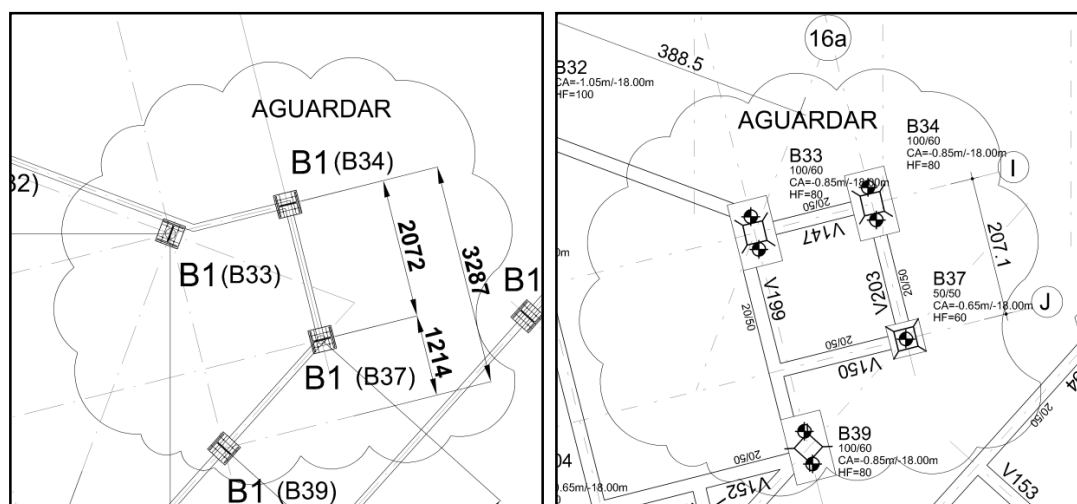 AGUARDAR
B1 (B34)
32)
B1 (B33)
2072
3287
1214
B1
B1 (B37)
B1 (B39)
16a
388.5
B32
CA=-1.05m/-18.00m
HF=100
AGUARDAR
B34
100/60
CA=-0.85m/-18.00m
HF=80
B33
100/60
CA=-0.85m/-18.00m
HF=80
20/50
V147
I
207.1
V203
20/50
B37
50/50
CA=-0.65m/-18.00m
HF=60
J
V199
20/50
20/50
V150
B39
100/60
CA=-0.85m/-18.00m
HF=80
20/50
V152
04
0.65m/-18.00m
=60
0m
20/50
V153